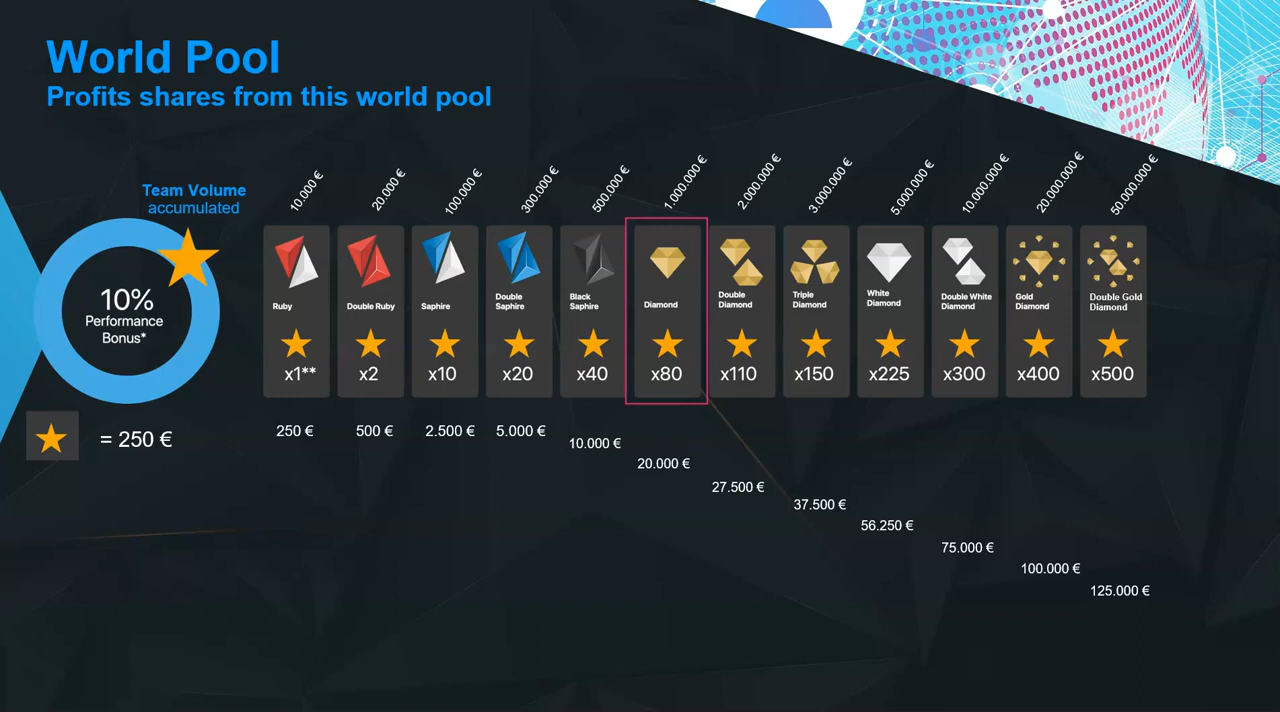 World Pool
Profits shares from this world pool
Team Volume
accumulated
10.000 €
20.000 €
100.000 €
300.000 €
500.000 €
1.000.000 €
2.000.000 €
3.000.000 €
5.000.000 €
10.000.000 €
20.000.000 €
50.000.000 €
10%
Performance
Bonus*
Ruby
Double Ruby
Saphire
Double
Saphire
Black
Saphire
Diamond
Double
Diamond
Triple
Diamond
White
Diamond
Double White
Diamond
Gold
Diamond
Double Gold
Diamond
x1**
x2
x10
x20
x40
x80
x110
x150
x225
x300
x400
x500
= 250 €
250 €
500 €
2.500 €
5.000 €
10.000 €
20.000 €
27.500 €
37.500 €
56.250 €
75.000 €
100.000 €
125.000 €